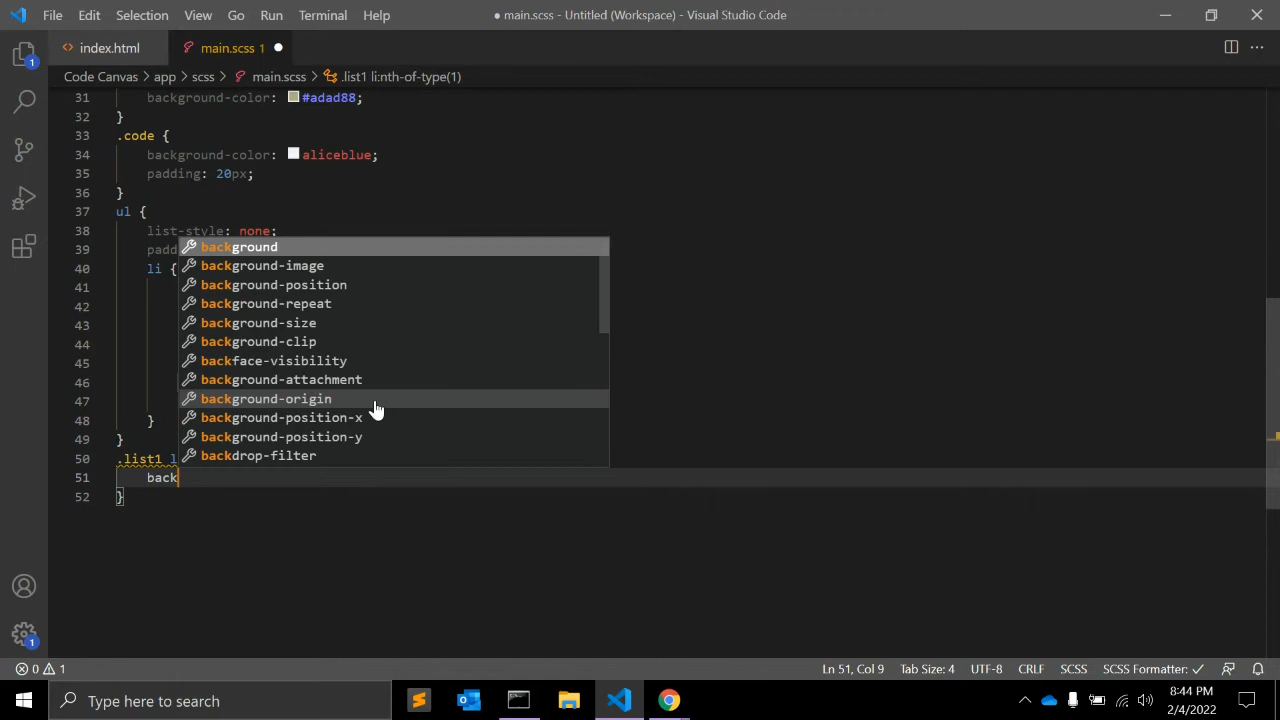 File Edit Selection View Go Run Terminal Help
● main.scss - Untitled (Workspace) - Visual Studio Code
index.html
main.scss 1
Code Canvas > app > scss > main.scss > .list1 li:nth-of-type(1)
31 background-color: #adad88;
32 }
33 .code {
34 background-color: aliceblue;
35 padding: 20px;
36 }
37 ul {
38 list-style: none;
39 padd
40 li {
41
42
43
44
45
46
47
48 }
49 }
50 .list1 l
51 back
52 }
background
background-image
background-position
background-repeat
background-size
background-clip
backface-visibility
background-attachment
background-origin
background-position-x
background-position-y
backdrop-filter
1
1
0 1
Ln 51, Col 9
Tab Size: 4
UTF-8
CRLF
SCSS
SCSS Formatter: ✓
Type here to search
8:44 PM
2/4/2022